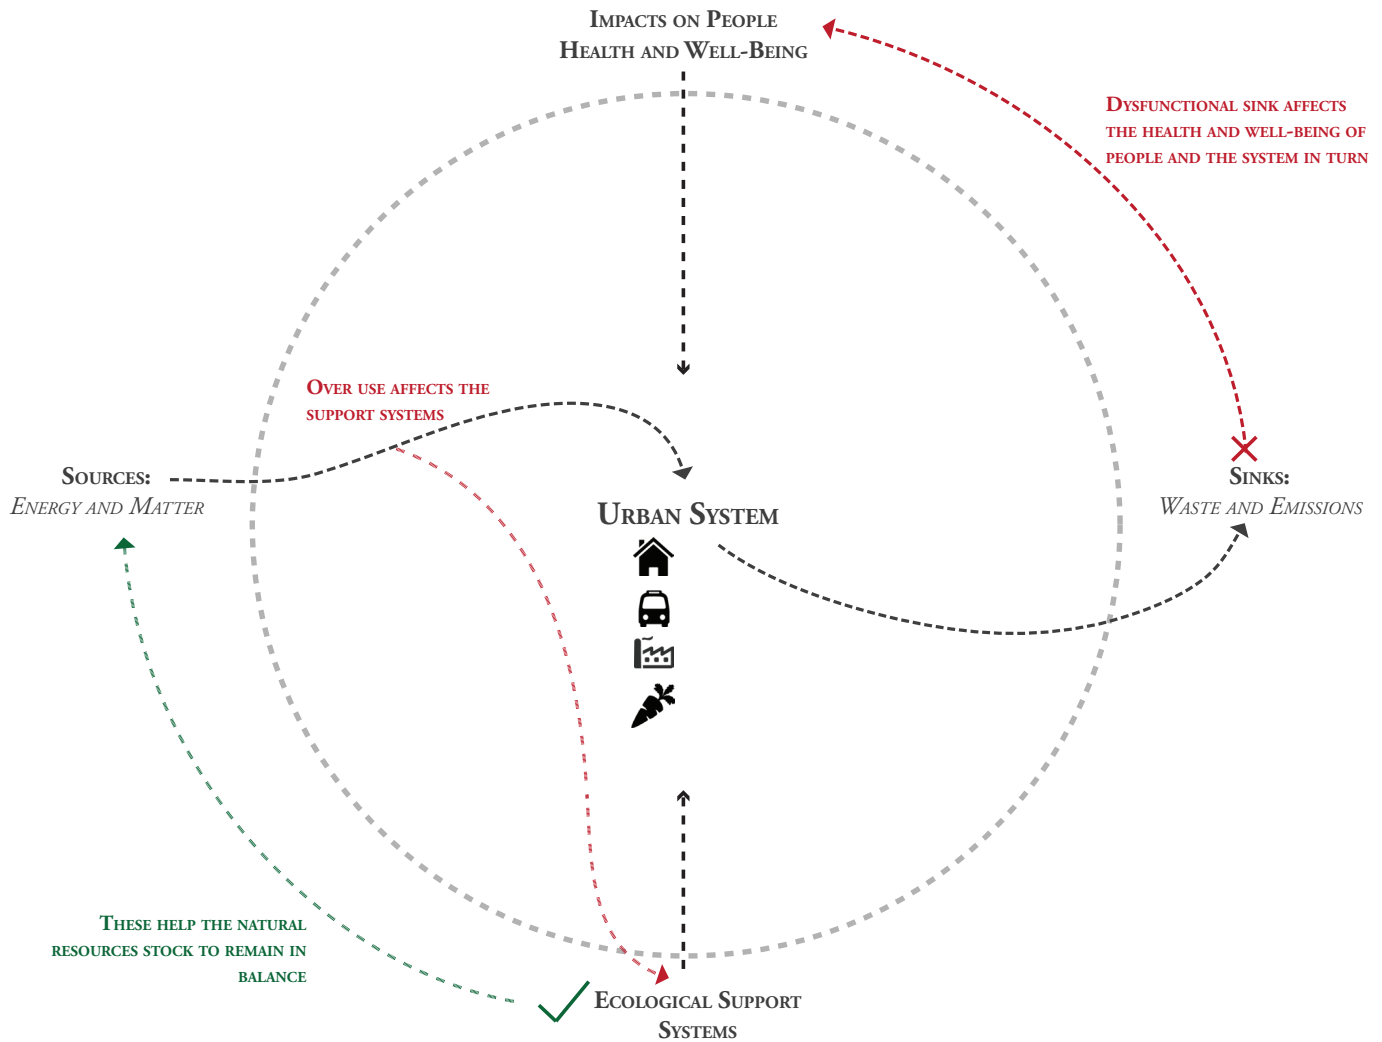 Impacts on People
Health and Well-Being
Dysfunctional sink affects
the health and well-being of
people and the system in turn
Over use affects the
support systems
Sources:
Energy and Matter
Urban System
Sinks:
Waste and Emissions
These help the natural
resources stock to remain in
balance
Ecological Support
Systems